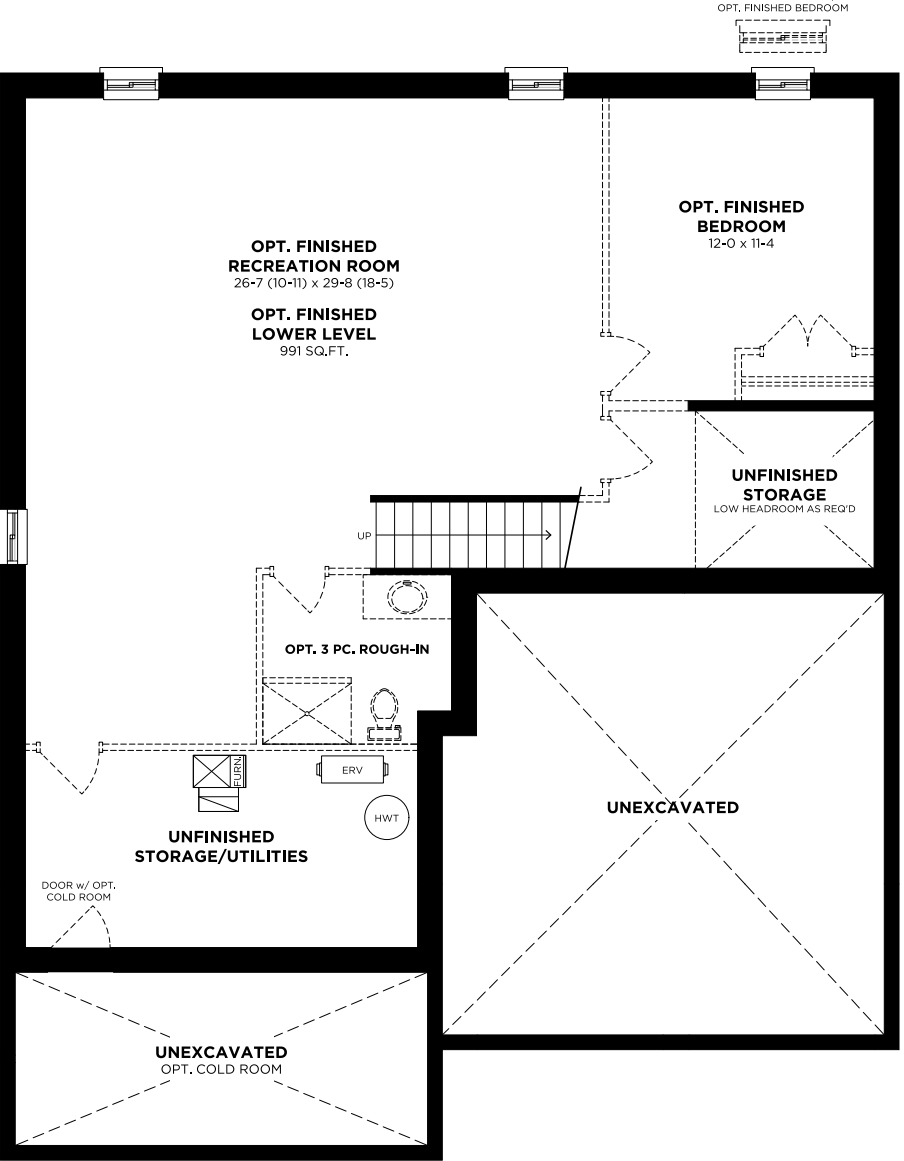 OPT. FINISHED BEDROOM
OPT. FINISHED
BEDROOM
12-0 x 11-4
OPT. FINISHED
RECREATION ROOM
26-7 (10-11) x 29-8 (18-5)
OPT. FINISHED
LOWER LEVEL
991 SQ.FT.
UNFINISHED
STORAGE
LOW HEADROOM AS REQ'D
UP
OPT. 3 PC. ROUGH-IN
FURN.
ERV
HWT
UNEXCAVATED
UNFINISHED
STORAGE/UTILITIES
DOOR w/ OPT.
COLD ROOM
UNEXCAVATED
OPT. COLD ROOM